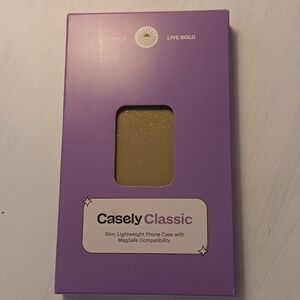 LIVE BOLD
Casely Classic
Slim, Lightweight Phone Case with
MagSafe Compatibility